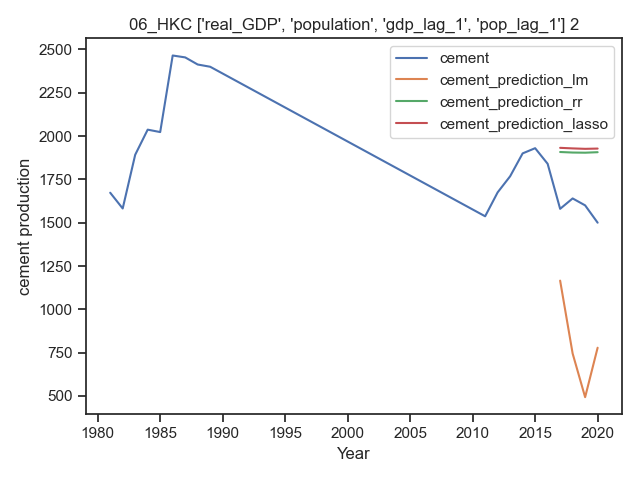 06_HKC ['real_GDP', 'population', 'gdp_lag_1', 'pop_lag_1'] 2
cement
cement_prediction_lm
cement_prediction_rr
cement_prediction_lasso
2500
2250
2000
1750
1500
1250
1000
750
500
cement production
1980
1985
1990
1995
2000
2005
2010
2015
2020
Year